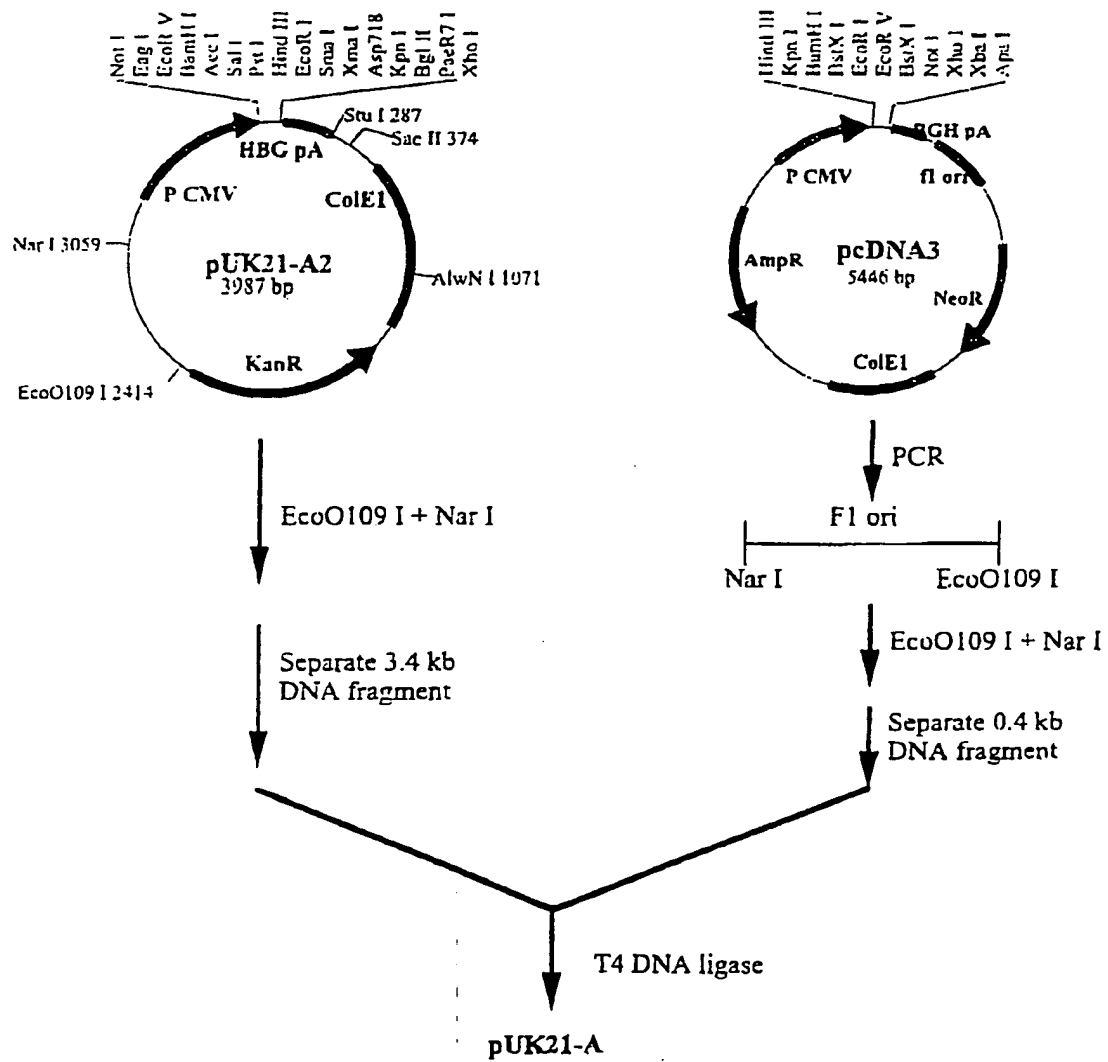 Not I
Eag I
EcoR V
BamH I
Acc I
Sal I
Pst I
Hind III
EcoR I
Sma I
Xma I
Asp718
Kpn I
Bgl II
PaeR7 I
Xho I
Stu I 287
Sac II 374
HBG pA
P CMV
ColE1
Nar I 3059
pUK21-A2
3987 bp
AlwN I 1071
KanR
EcoO109 I 2414
Hind III
Kpn I
BamH I
BstX I
EcoR I
EcoR V
BstX I
Not I
Xho I
Xba I
Apa I
BGH pA
P CMV
f1 ori
AmpR
pcDNA3
5446 bp
NeoR
ColE1
PCR
F1 ori
Nar I
EcoO109 I
EcoO109 I + Nar I
EcoO109 I + Nar I
Separate 3.4 kb
DNA fragment
Separate 0.4 kb
DNA fragment
T4 DNA ligase
pUK21-A